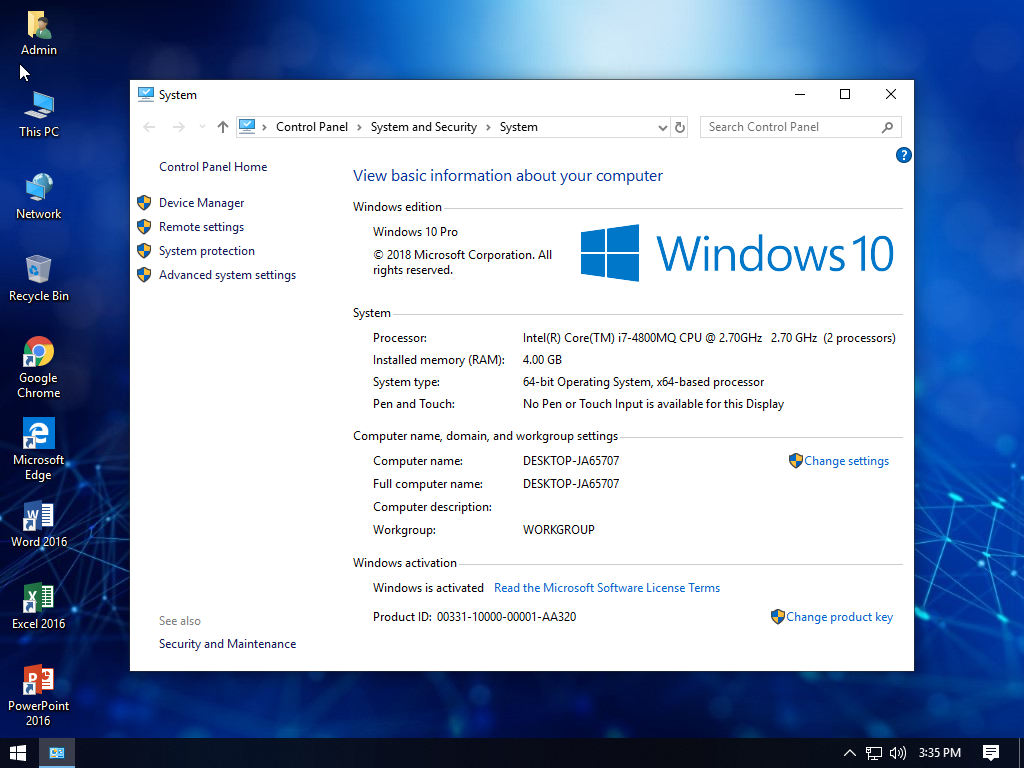 Admin
This PC
Network
Recycle Bin
Google
Chrome
Microsoft
Edge
Word 2016
Excel 2016
PowerPoint
2016
System
Control Panel
System and Security
System
Search Control Panel
Control Panel Home
Device Manager
Remote settings
System protection
Advanced system settings
See also
Security and Maintenance
?
View basic information about your computer
Windows edition
Windows 10 Pro
© 2018 Microsoft Corporation. All
rights reserved.
Windows 10
System
Processor: Intel(R) Core(TM) i7-4800MQ CPU @ 2.70GHz 2.70 GHz (2 processors)
Installed memory (RAM): 4.00 GB
System type: 64-bit Operating System, x64-based processor
Pen and Touch: No Pen or Touch Input is available for this Display
Computer name, domain, and workgroup settings
Computer name: DESKTOP-JA65707 Change settings
Full computer name: DESKTOP-JA65707
Computer description:
Workgroup: WORKGROUP
Windows activation
Windows is activated Read the Microsoft Software License Terms
Product ID: 00331-10000-00001-AA320 Change product key
3:35 PM